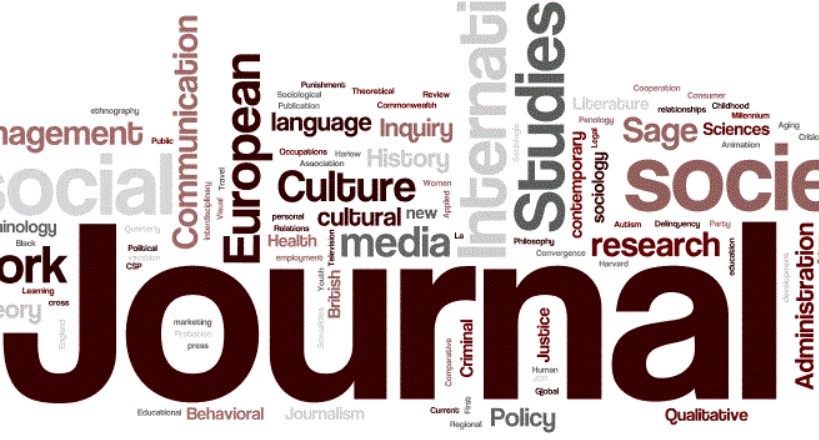 Communication
European
Internati
Studies
ethnography
nagement
Public
social
Interdisciplinary
Visual
Travel
Punishment
Theoretical
Review
Sociological
Publication
Commonwealth
language
Inquiry
Occupations
Harlow
History
Association
Culture
Women
Applied
personal
cultural
new
Relations
Health
media
La
Television
employment
Youth
British
Sexualities
Quarterly
Political
vacation
CSP
inology
Black
ork
Learning
cross
eory
England
Sociologie
Literature
Cooperation
Consumer
relationships
Childhood
Millennium
Penology
Legal
Sage
Sciences
Aging
Critic
Animation
contemporary
sociology
socie
Autism
Delinquency
Party
Philosophy
research
Convergence
Harvard
education
development
Administration
Journal
marketing
Probation
press
Comparative
Criminal
Justice
Human
JSR
Global
Educational
Behavioral
Journalism
Current
First
Regional
Policy
Qualitative